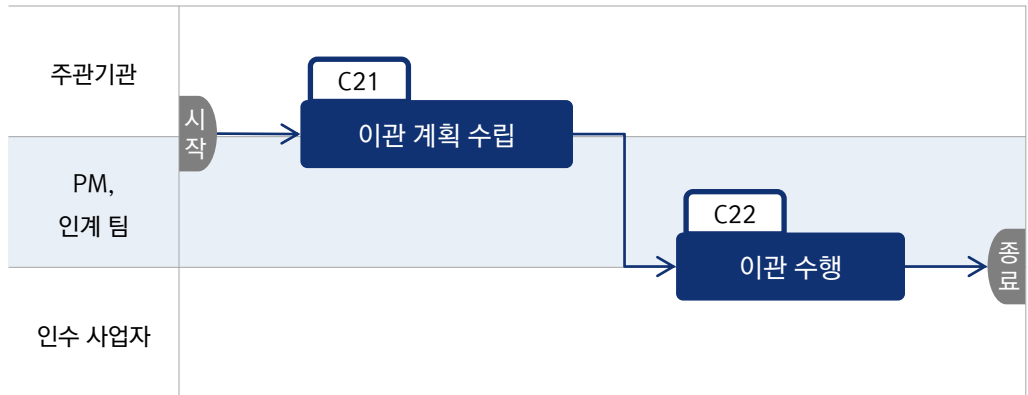 주관기관
C21
시
작
이관 계획 수립
PM,
인계 팀
C22
이관 수행
종
료
인수 사업자